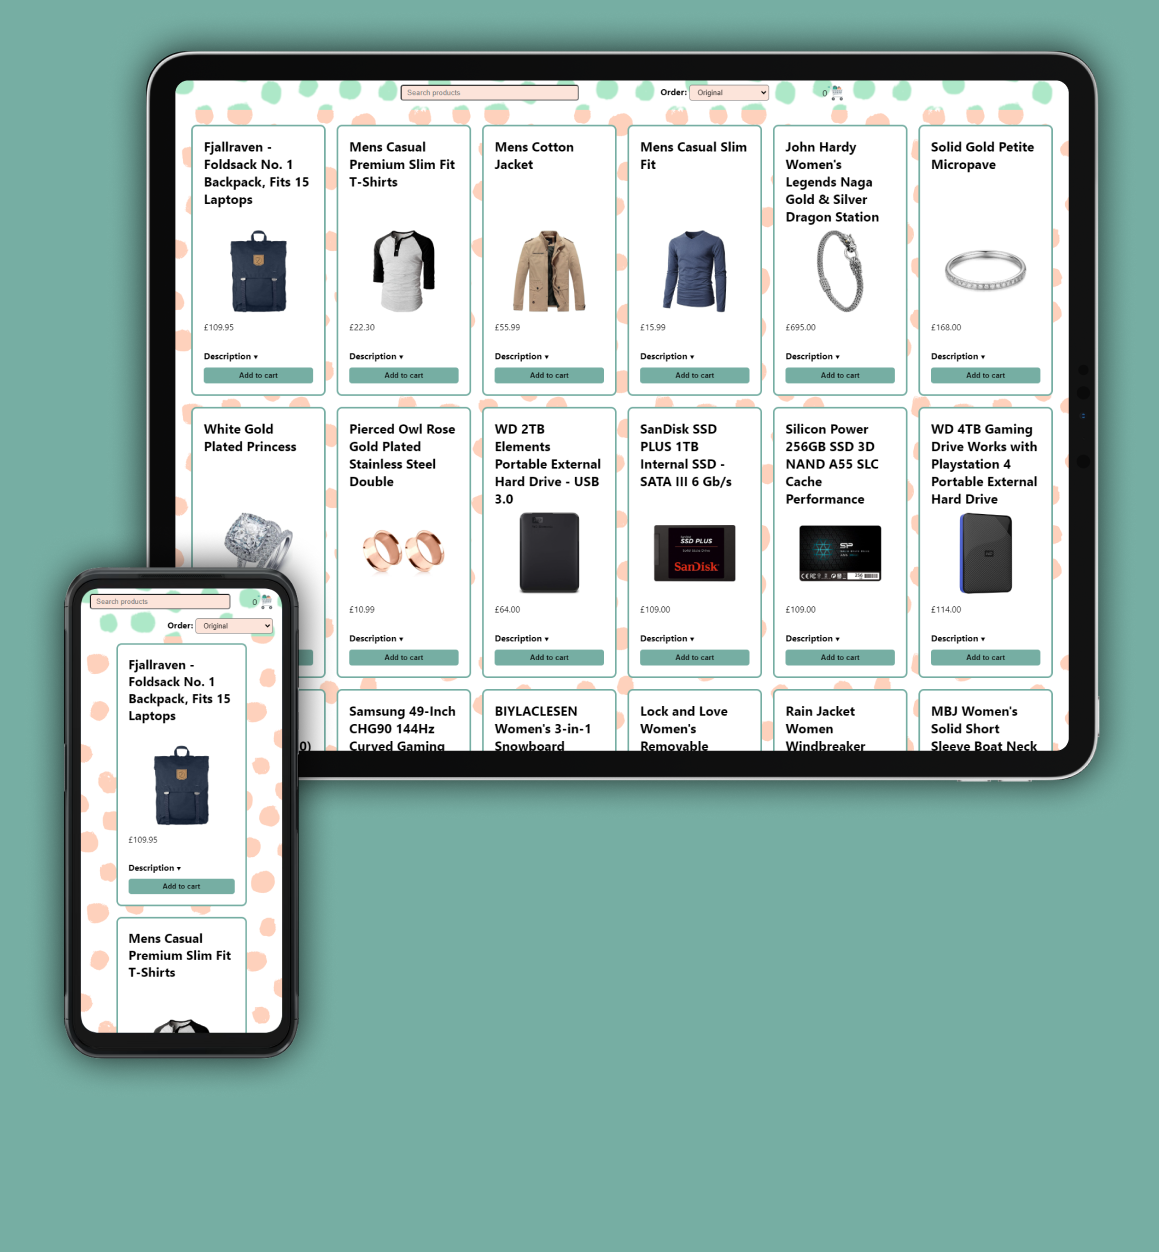 Search products
Order: Original
0
Fjallraven -
Foldsack No. 1
Backpack, Fits 15
Laptops
£109.95
Description ▾
Add to cart
Mens Casual
Premium Slim Fit
T-Shirts
£22.30
Description ▾
Add to cart
Mens Cotton
Jacket
£55.99
Description ▾
Add to cart
Mens Casual Slim
Fit
£15.99
Description ▾
Add to cart
John Hardy
Women's
Legends Naga
Gold & Silver
Dragon Station
£695.00
Description ▾
Add to cart
Solid Gold Petite
Micropave
£168.00
Description ▾
Add to cart
White Gold
Plated Princess
Pierced Owl Rose
Gold Plated
Stainless Steel
Double
£10.99
Description ▾
Add to cart
WD 2TB
Elements
Portable External
Hard Drive - USB
3.0
£64.00
Description ▾
Add to cart
SanDisk SSD
PLUS 1TB
Internal SSD -
SATA III 6 Gb/s
SSD PLUS
SanDisk
£109.00
Description ▾
Add to cart
Silicon Power
256GB SSD 3D
NAND A55 SLC
Cache
Performance
SP
256
£109.00
Description ▾
Add to cart
WD 4TB Gaming
Drive Works with
Playstation 4
Portable External
Hard Drive
£114.00
Description ▾
Add to cart
0)
Samsung 49-Inch
CHG90 144Hz
Curved Gaming
BIYLACLESEN
Women's 3-in-1
Snowboard
Lock and Love
Women's
Removable
Rain Jacket
Women
Windbreaker
MBJ Women's
Solid Short
Sleeve Boat Neck
Search products
0
Order: Original
Fjallraven -
Foldsack No. 1
Backpack, Fits 15
Laptops
£109.95
Description ▾
Add to cart
Mens Casual
Premium Slim Fit
T-Shirts